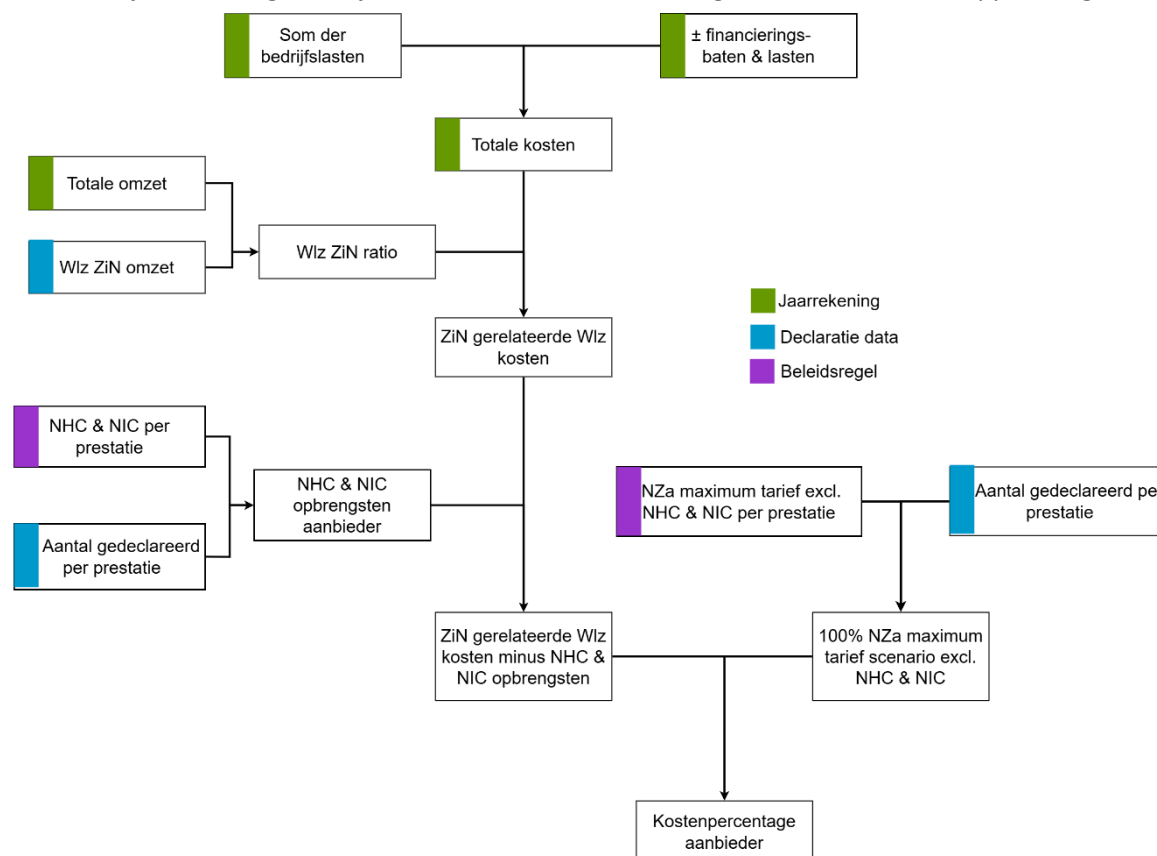 Som der
bedrijfslasten
± financierings-
baten & lasten
Totale kosten
Totale omzet
Wlz ZiN omzet
Wlz ZiN ratio
ZiN gerelateerde Wlz
kosten
Jaarrekening
Declaratie data
Beleidsregel
NHC & NIC per
prestatie
Aantal gedeclareerd
per prestatie
NHC & NIC
opbrengsten
aanbieder
NZa maximum tarief excl.
NHC & NIC per prestatie
Aantal gedeclareerd pe
prestatie
ZiN gerelateerde Wlz
kosten minus NHC &
NIC opbrengsten
100% NZa maximum
tarief scenario excl.
NHC & NIC
Kostenpercentage
aanbieder